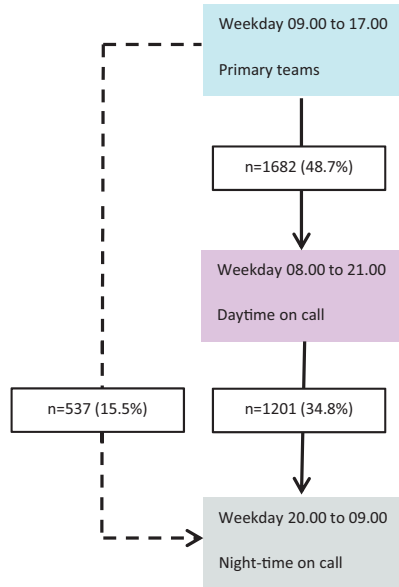 Weekday 09.00 to 17.00
Primary teams
n=1682 (48.7%)
Weekday 08.00 to 21.00
Daytime on call
n=537 (15.5%)
n=1201 (34.8%)
Weekday 20.00 to 09.00
Night-time on call